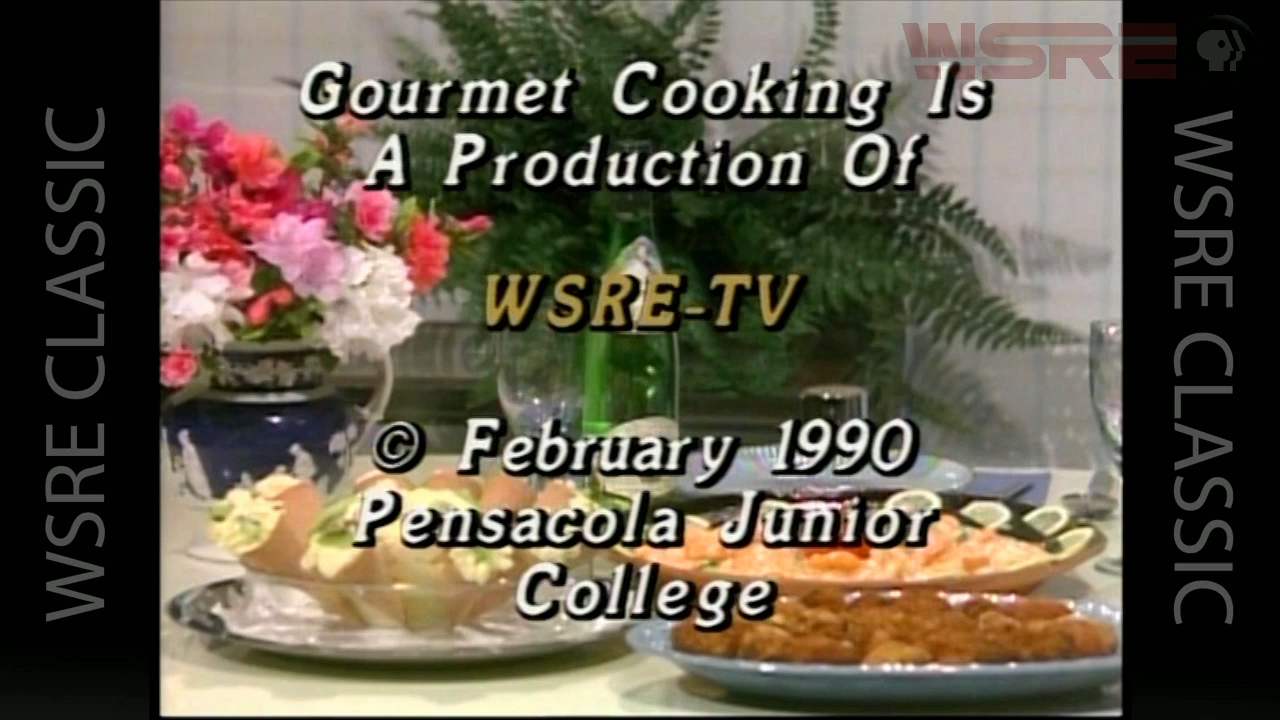 WSRE
Gourmet Cooking Is
A Production Of
WSRE-TV
© February 1990
Pensacola Junior
College
WSRE CLASSIC
WSRE CLASSIC